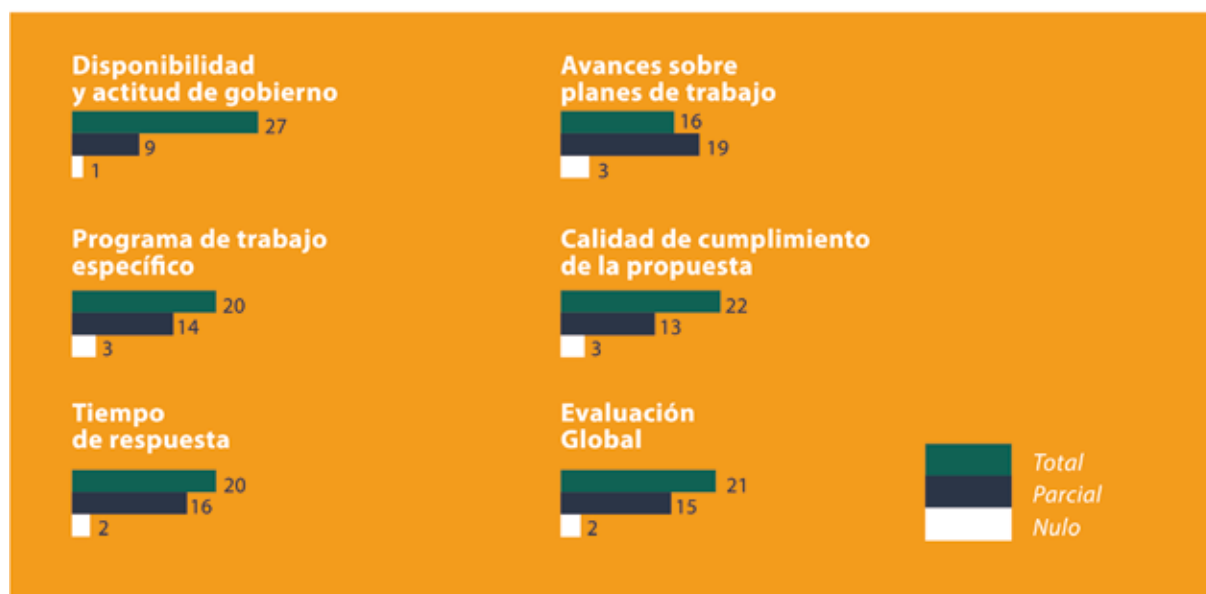 Disponibilidad
y actitud de gobierno
27
9
1
Avances sobre
planes de trabajo
16
19
3
Programa de trabajo
específico
20
14
3
Calidad de cumplimiento
de la propuesta
22
13
3
Tiempo
de respuesta
20
16
2
Evaluación
Global
21
15
2
Total
Parcial
Nulo